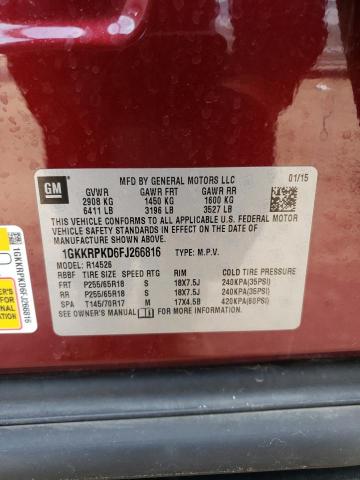 GM
MFD BY GENERAL MOTORS LLC
01/15
GVWR GAWR FRT GAWR RR
2908 KG 1450 KG 1600 KG
6411 LB 3196 LB 3527 LB
THIS VEHICLE CONFORMS TO ALL APPLICABLE U.S. FEDERAL MOTOR
VEHICLE SAFETY STANDARDS IN EFFECT ON THE DATE OF
MANUFACTURE SHOWN ABOVE.
1GKKRPKD6FJ266816 TYPE: M.P.V.
MODEL: R14526
RBBF TIRE SIZE SPEED RTG RIM COLD TIRE PRESSURE
FRT P255/65R18 S 18X7.5J 240KPA(35PSI)
RR P255/65R18 S 18X7.5J 240KPA(35PSI)
SPA T145/70R17 M 17X4.5B 420KPA(60PSI)
SEE OWNER'S MANUAL FOR MORE INFORMATION.
1GKKRPKD6FJ266816